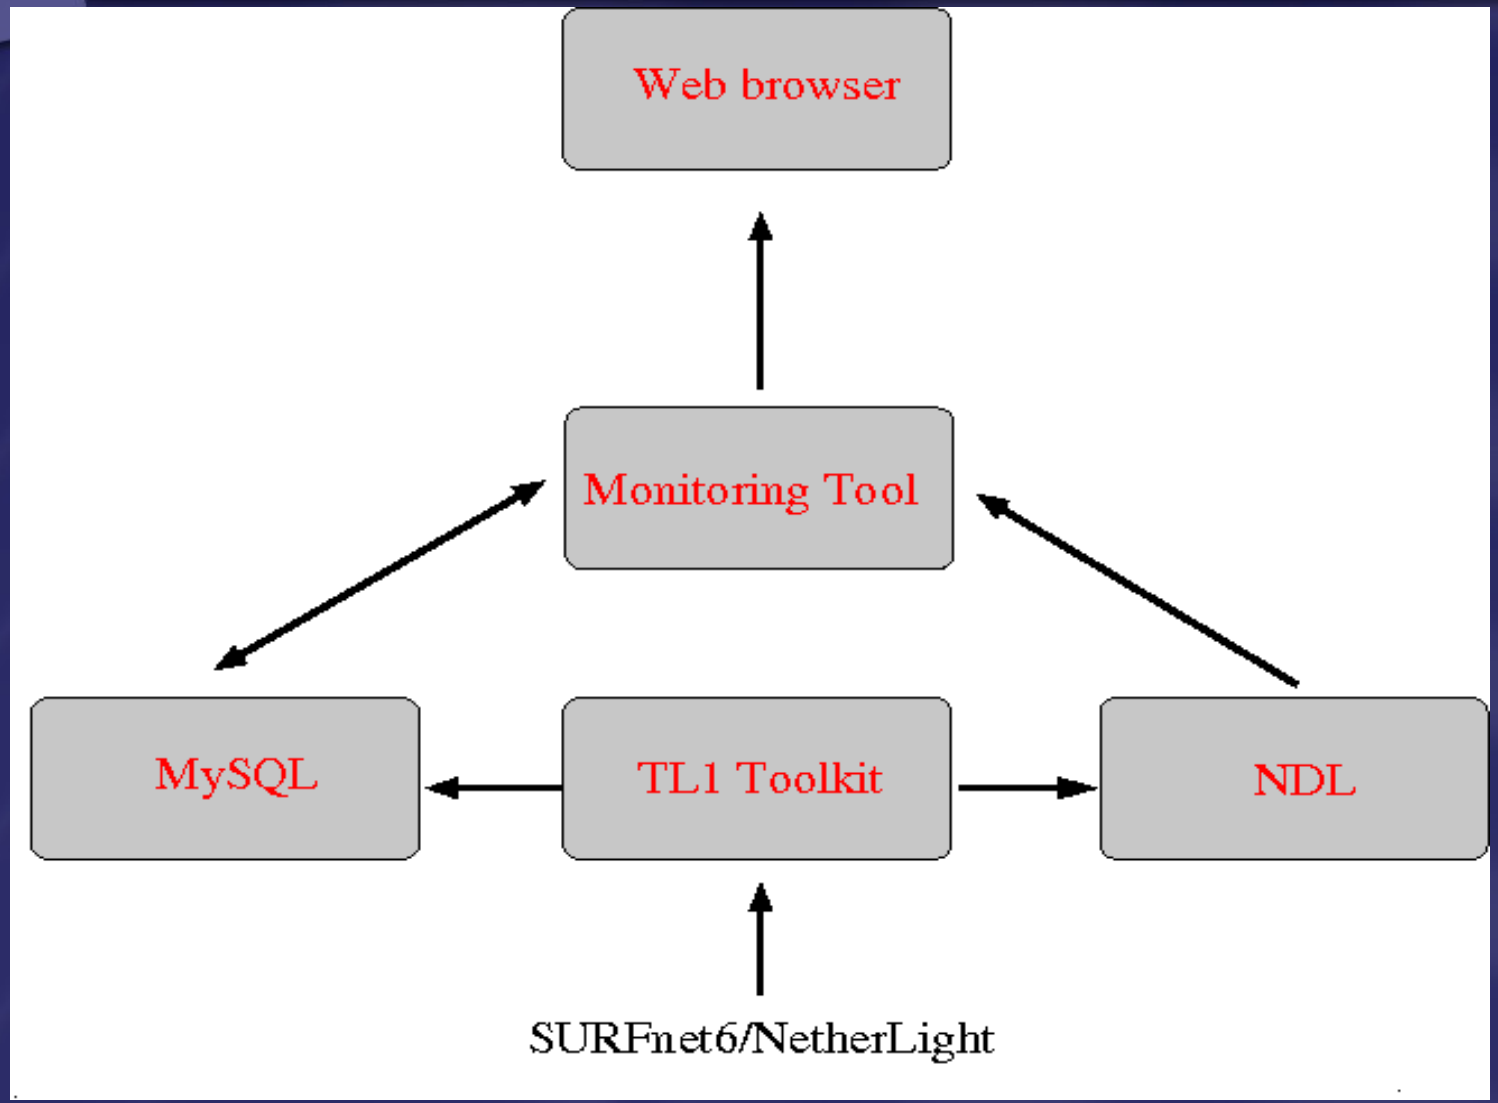 Web browser
Monitoring Tool
MySQL
TL1 Toolkit
NDL
SURFnet6/NetherLight